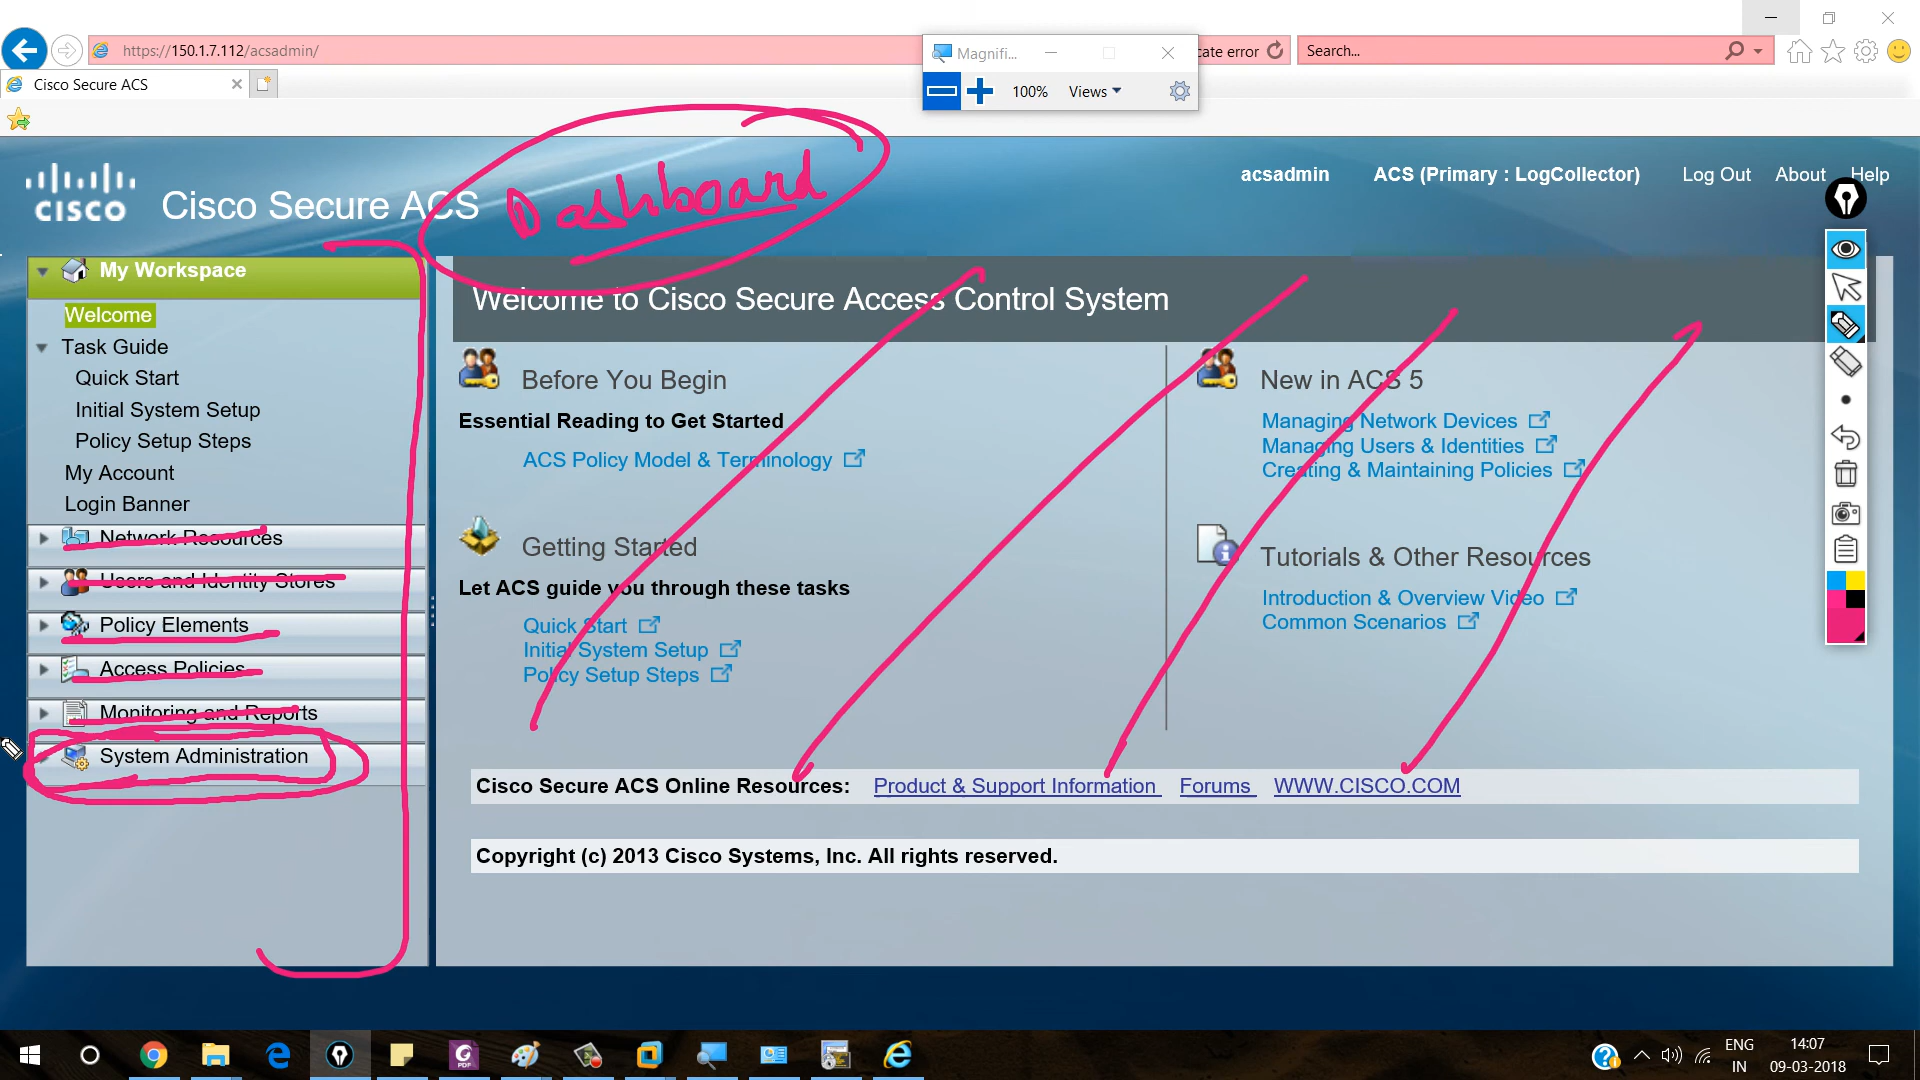 https://150.1.7.112/acsadmin/
Magnifi...
cate error
Search...
Cisco Secure ACS
100%
Views
Dashboard
CISCO
Cisco Secure ACS
acsadmin
ACS (Primary : LogCollector)
Log Out
About
Help
My Workspace
Welcome
Task Guide
Quick Start
Initial System Setup
Policy Setup Steps
My Account
Login Banner
Network Resources
Users and Identity Stores
Policy Elements
Access Policies
Monitoring and Reports
System Administration
Welcome to Cisco Secure Access Control System
Before You Begin
Essential Reading to Get Started
ACS Policy Model & Terminology
Getting Started
Let ACS guide you through these tasks
Quick Start
Initial System Setup
Policy Setup Steps
New in ACS 5
Managing Network Devices
Managing Users & Identities
Creating & Maintaining Policies
Tutorials & Other Resources
Introduction & Overview Video
Common Scenarios
Cisco Secure ACS Online Resources: Product & Support Information Forums WWW.CISCO.COM
Copyright (c) 2013 Cisco Systems, Inc. All rights reserved.
PDF
ENG
IN
14:07
09-03-2018